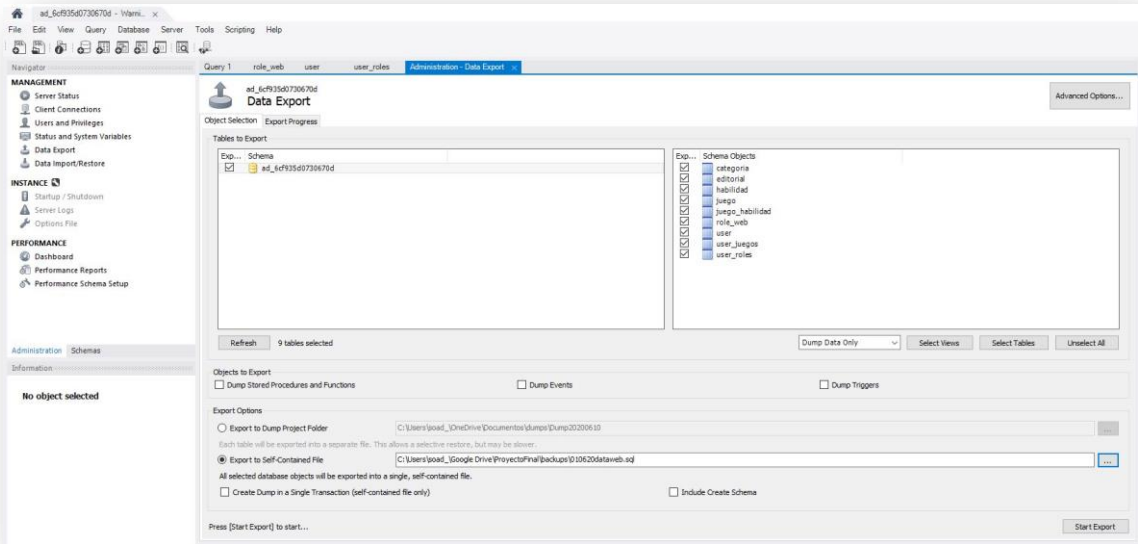 ad_6cf935d0730670d - Warni... ×
File Edit View Query Database Server Tools Scripting Help
Navigator
MANAGEMENT
Server Status
Client Connections
Users and Privileges
Status and System Variables
Data Export
Data Import/Restore
INSTANCE
Startup / Shutdown
Server Logs
Options File
PERFORMANCE
Dashboard
Performance Reports
Performance Schema Setup
Administration Schemas
Information
No object selected
Query 1 role_web user user_roles Administration - Data Export ×
ad_6cf935d0730670d
Data Export
Advanced Options...
Object Selection Export Progress
Tables to Export
Exp... Schema
ad_6cf935d0730670d
Exp... Schema Objects
categoria
editorial
habilidad
juego
juego_habilidad
role_web
user
user_juegos
user_roles
Refresh 9 tables selected Dump Data Only Select Views Select Tables Unselect All
Objects to Export
Dump Stored Procedures and Functions Dump Events Dump Triggers
Export Options
Export to Dump Project Folder C:\Users\soad_\OneDrive\Documentos\dumps\Dump20200610 ...
Each table will be exported into a separate file. This allows a selective restore, but may be slower.
Export to Self-Contained File C:\Users\soad_\Google Drive\ProyectoFinal\backups\010620dataweb.sql ...
All selected database objects will be exported into a single, self-contained file.
Create Dump in a Single Transaction (self-contained file only) Include Create Schema
Press [Start Export] to start... Start Export